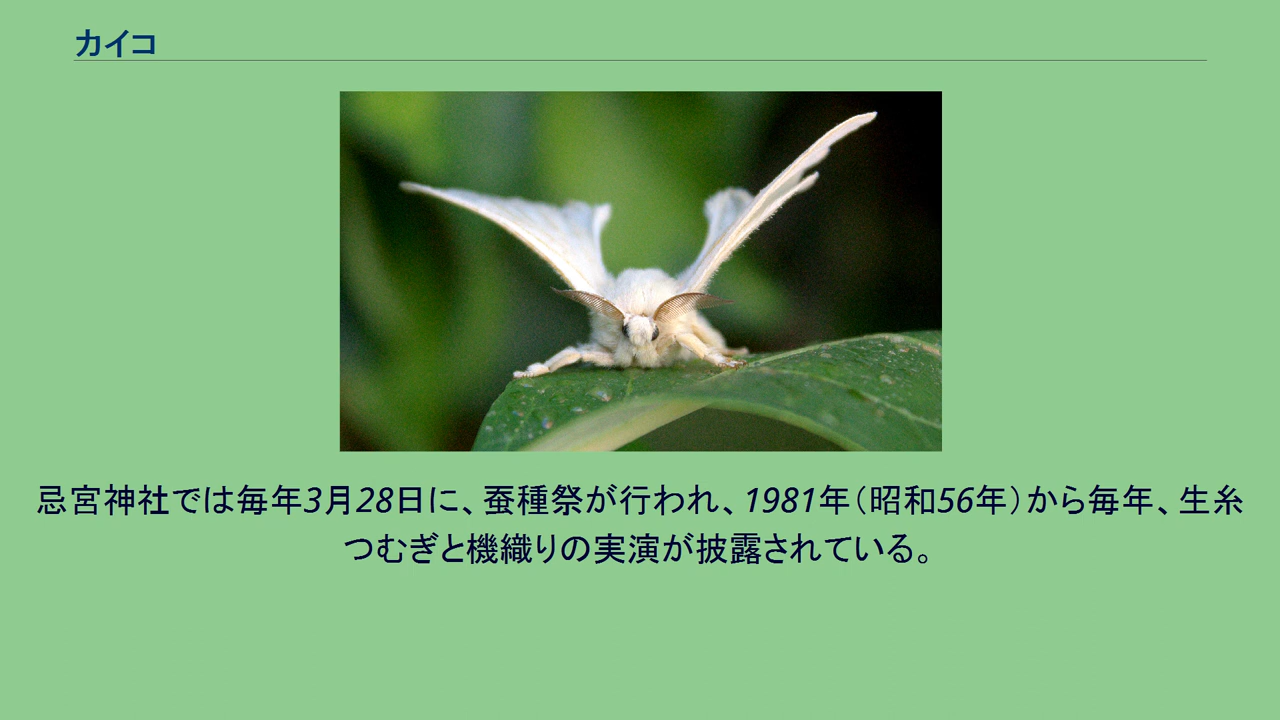 カイコ
忌宮神社では毎年3月28日に、蚕種祭が行われ、1981年（昭和56年）から毎年、生糸
つむぎと機織りの実演が披露されている。